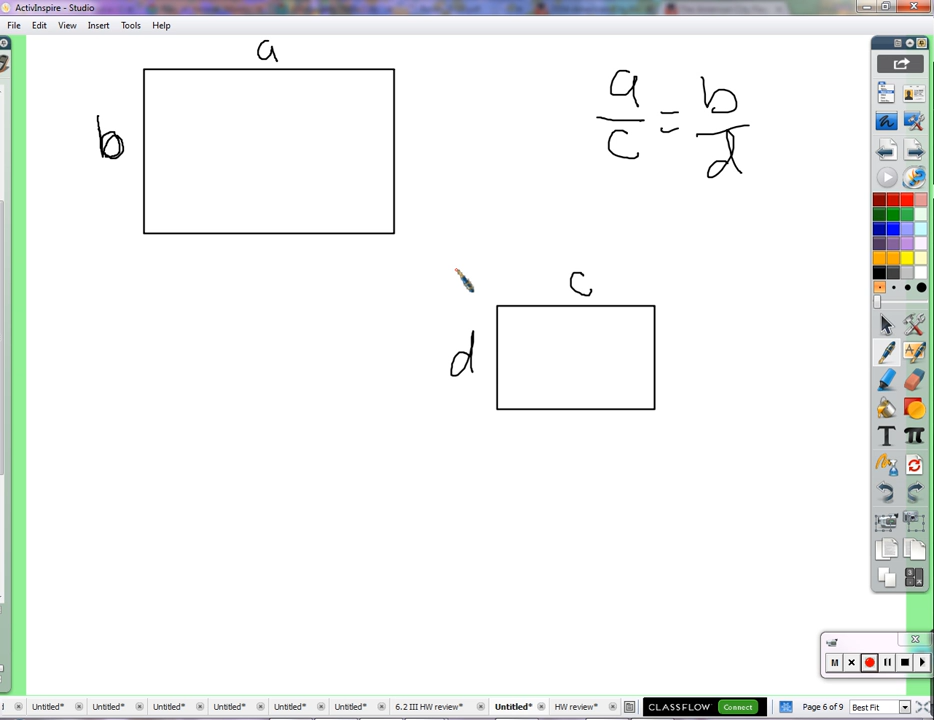 ActivInspire - Studio
File Edit View Insert Tools Help
a
b
a/c = b/d
c
d
M
d Untitled* Untitled* Untitled* Untitled* Untitled* Untitled* 6.2 III HW review* Untitled* HW review* CLASSFLOW Connect Page 6 of 9 Best Fit